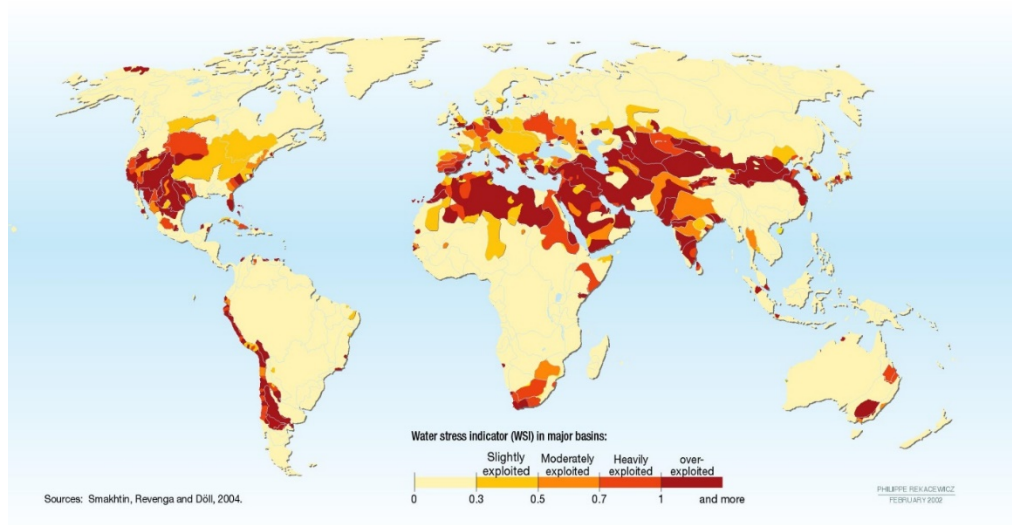 Water stress indicator (WSI) in major basins:
Slightly exploited
Moderately exploited
Heavily exploited
over-exploited
0 0.3 0.5 0.7 1 and more
Sources: Smakhtin, Revenga and Döll, 2004.
PHILIPPE REKACEWICZ
FEBRUARY 2002